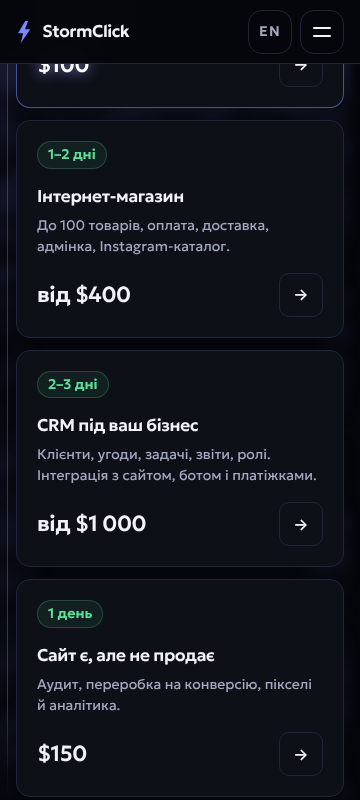 StormClick
EN
$100
1–2 дні
Інтернет-магазин
До 100 товарів, оплата, доставка,
адмінка, Instagram-каталог.
від $400
2–3 дні
CRM під ваш бізнес
Клієнти, угоди, задачі, звіти, ролі.
Інтеграція з сайтом, ботом і платіжками.
від $1 000
1 день
Сайт є, але не продає
Аудит, переробка на конверсію, пікселі
й аналітика.
$150